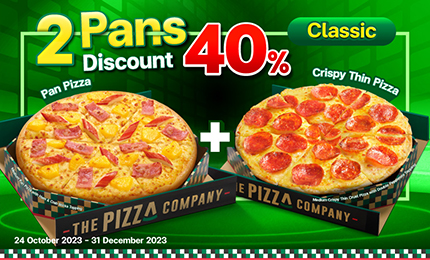 2 Pans
Discount
40%
Classic
Pan Pizza
Crispy Thin Pizza
+
THE PIZZA COMPANY
THE PIZZA COMPANY
24 October 2023 - 31 December 2023